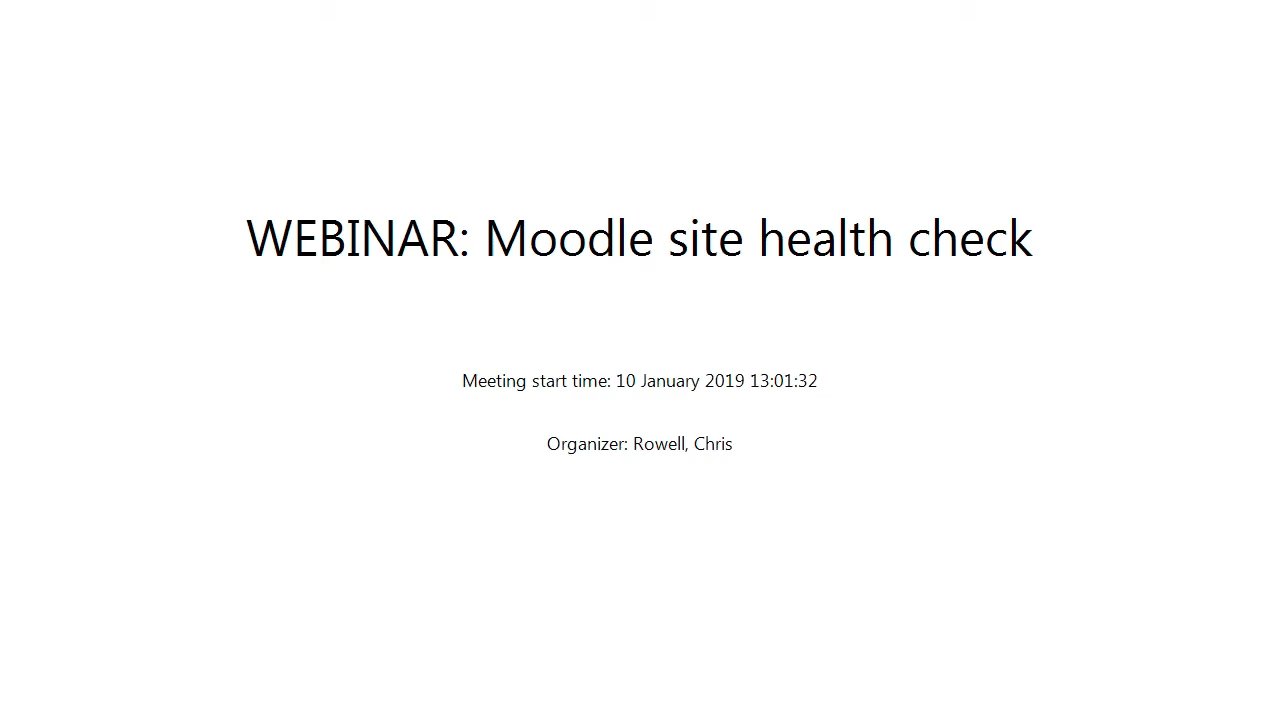 WEBINAR: Moodle site health check
Meeting start time: 10 January 2019 13:01:32
Organizer: Rowell, Chris